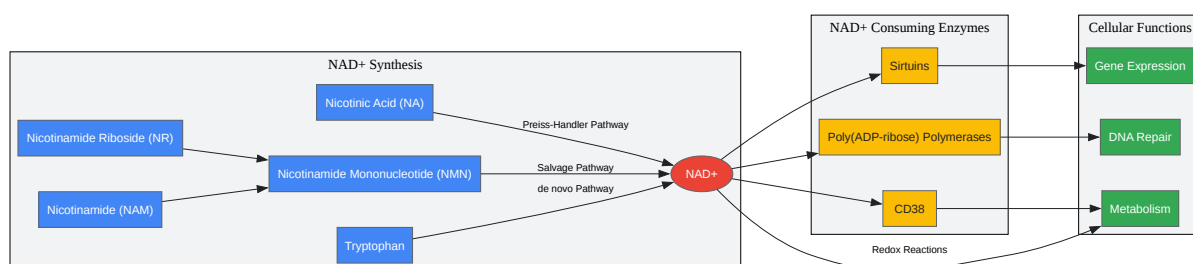 NAD+ Consuming Enzymes
Cellular Functions
NAD+ Synthesis
Sirtuins
Gene Expression
Nicotinic Acid (NA)
Preiss-Handler Pathway
Nicotinamide Riboside (NR)
Poly(ADP-ribose) Polymerases
DNA Repair
Salvage Pathway
Nicotinamide Mononucleotide (NMN)
NAD+
de novo Pathway
Nicotinamide (NAM)
CD38
Metabolism
Tryptophan
Redox Reactions